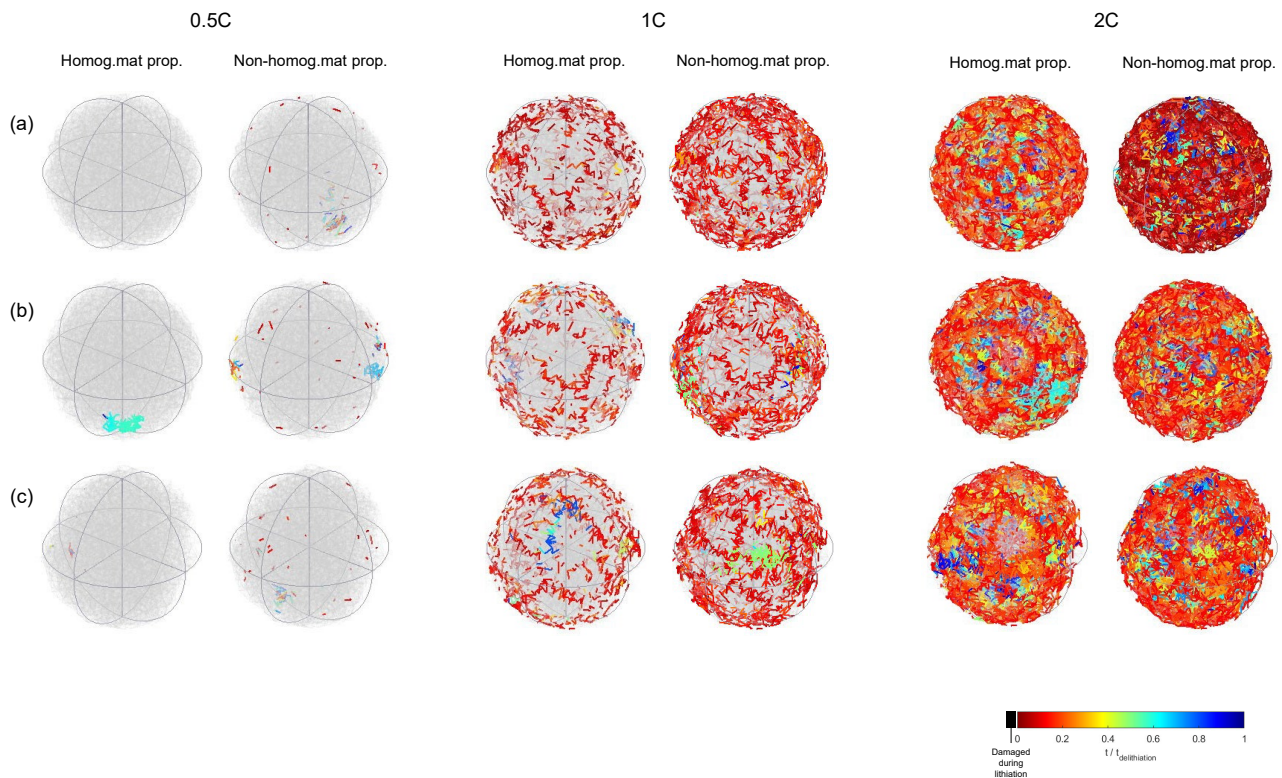 0.5C 1C 2C
Homog.mat prop. Non-homog.mat prop. Homog.mat prop. Non-homog.mat prop. Homog.mat prop. Non-homog.mat prop.
(a)
(b)
(c)
0 0.2 0.4 0.6 0.8 1
Damaged
during
lithiation
t / t_delithiation